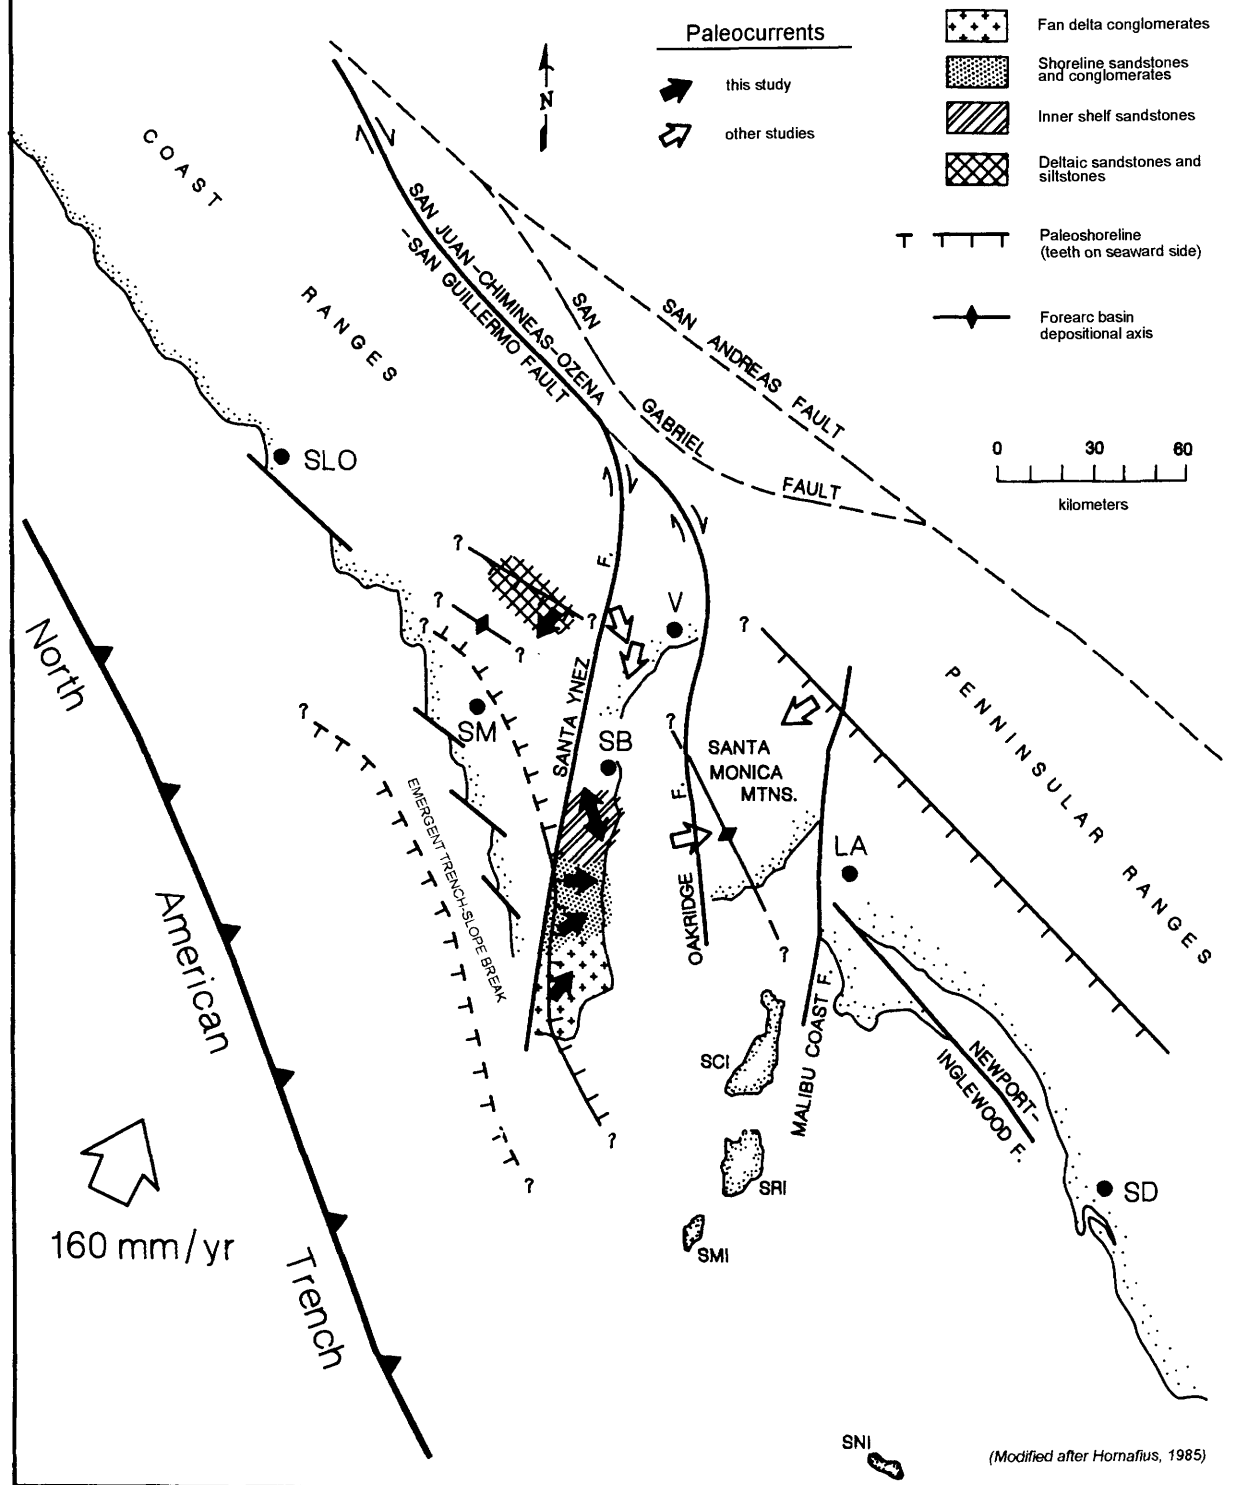 Paleocurrents
this study
other studies
Fan delta conglomerates
Shoreline sandstones
and conglomerates
Inner shelf sandstones
Deltaic sandstones and
siltstones
Paleoshoreline
(teeth on seaward side)
Forearc basin
depositional axis
0 30 60
kilometers
N
COAST
RANGES
SAN JUAN-CHIMINEAS-OZENA
-SAN GUILLERMO FAULT
SAN
GABRIEL
FAULT
SAN ANDREAS FAULT
SLO
?
?
?
?
?
?
V
?
SANTA YNEZ
F.
SM
SB
?
SANTA
MONICA
MTNS.
OAKRIDGE
F.
PENNINSULAR RANGES
EMERGENT TRENCH-SLOPE BREAK
LA
?
MALIBU COAST F.
NEWPORT-
INGLEWOOD F.
SCI
SRI
SMI
SNI
SD
?
?
North
American
Trench
160 mm/yr
(Modified after Hornafius, 1985)